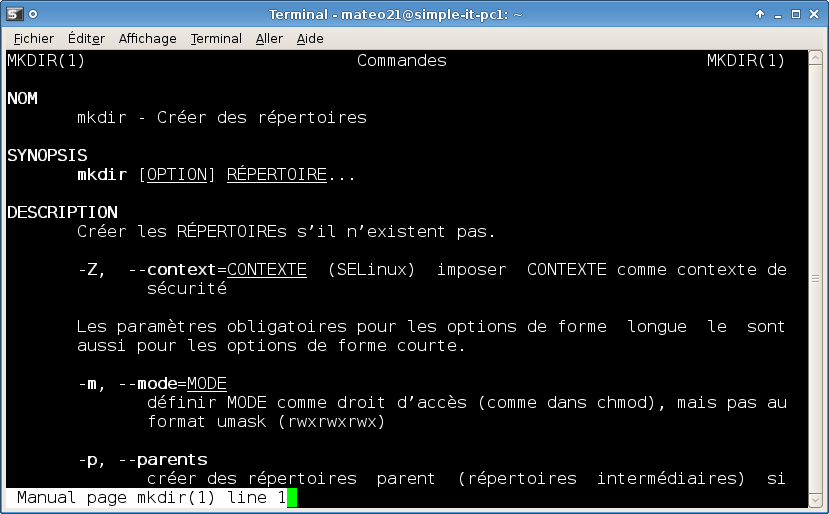 Terminal - mateo21@simple-it-pc1: ~
Fichier Éditer Affichage Terminal Aller Aide
MKDIR(1) Commandes MKDIR(1)
NOM
mkdir - Créer des répertoires
SYNOPSIS
mkdir [OPTION] RÉPERTOIRE...
DESCRIPTION
Créer les RÉPERTOIREs s’il n’existent pas.
-Z, --context=CONTEXTE (SELinux) imposer CONTEXTE comme contexte de
sécurité
Les paramètres obligatoires pour les options de forme longue le sont
aussi pour les options de forme courte.
-m, --mode=MODE
définir MODE comme droit d’accès (comme dans chmod), mais pas au
format umask (rwxrwxrwx)
-p, --parents
créer des répertoires parent (répertoires intermédiaires) si
Manual page mkdir(1) line 1